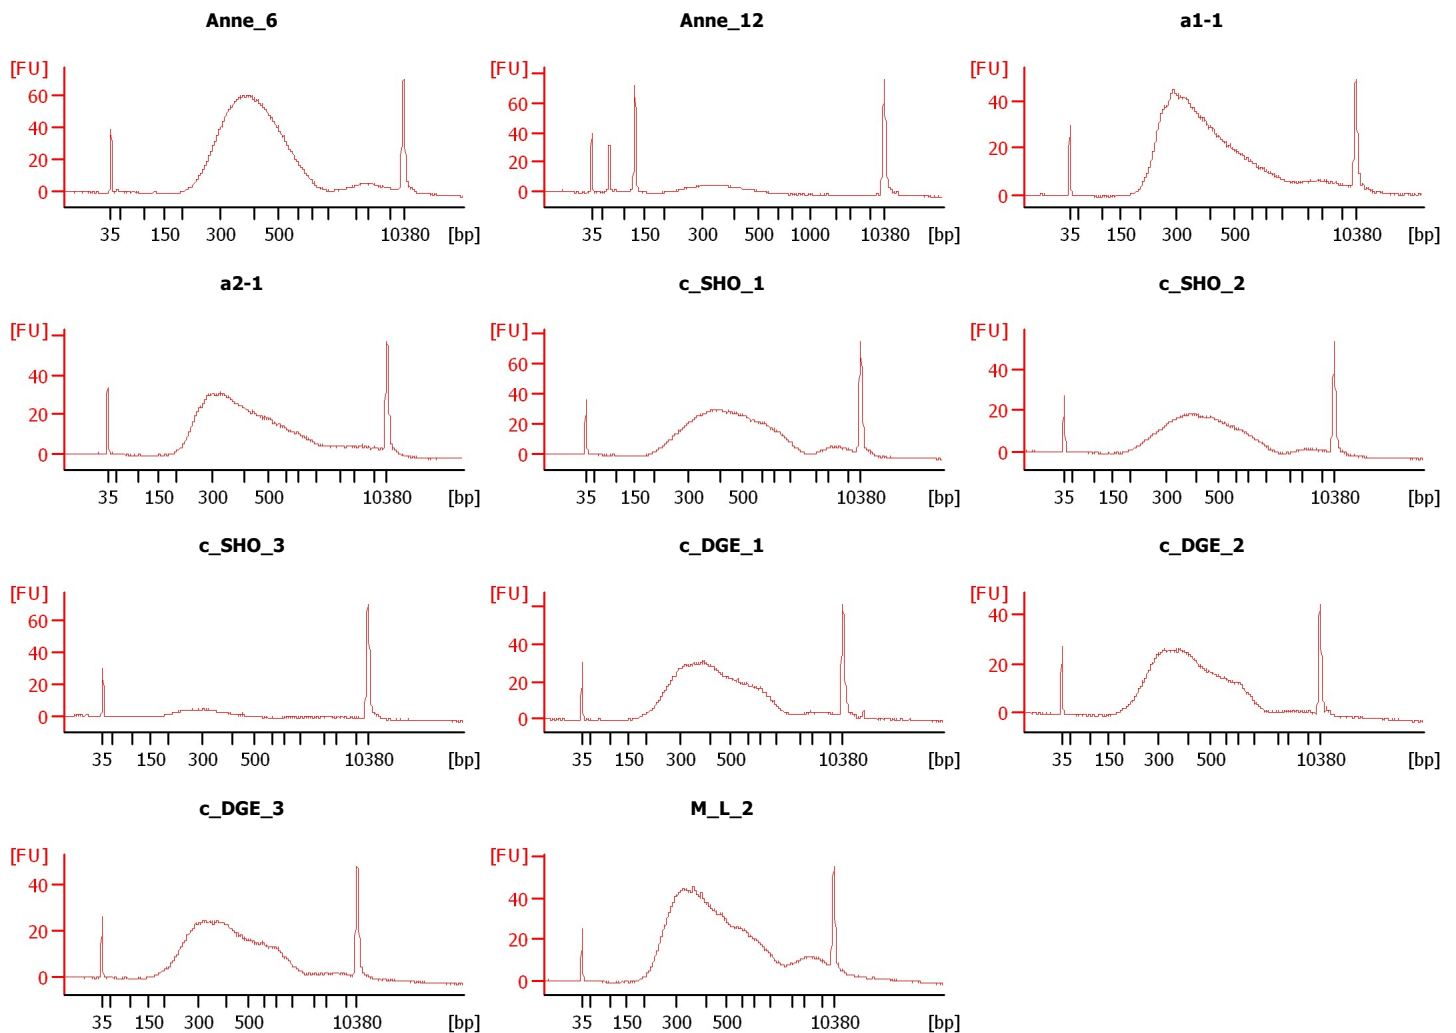 Anne_6 Anne_12 a1-1
[FU] [FU] [FU]
60 60 40
40 40 20
20 20 0
0 0
35 150 300 500 10380 [bp] 35 150 300 500 1000 10380 [bp] 35 150 300 500 10380 [bp]
a2-1 c_SHO_1 c_SHO_2
[FU] [FU] [FU]
40 60 40
20 40 20
0 20 0
0
35 150 300 500 10380 [bp] 35 150 300 500 10380 [bp] 35 150 300 500 10380 [bp]
c_SHO_3 c_DGE_1 c_DGE_2
[FU] [FU] [FU]
60 40 40
40 20 20
20 0 0
0
35 150 300 500 10380 [bp] 35 150 300 500 10380 [bp] 35 150 300 500 10380 [bp]
c_DGE_3 M_L_2
[FU] [FU]
40 40
20 20
0 0
35 150 300 500 10380 [bp] 35 150 300 500 10380 [bp]